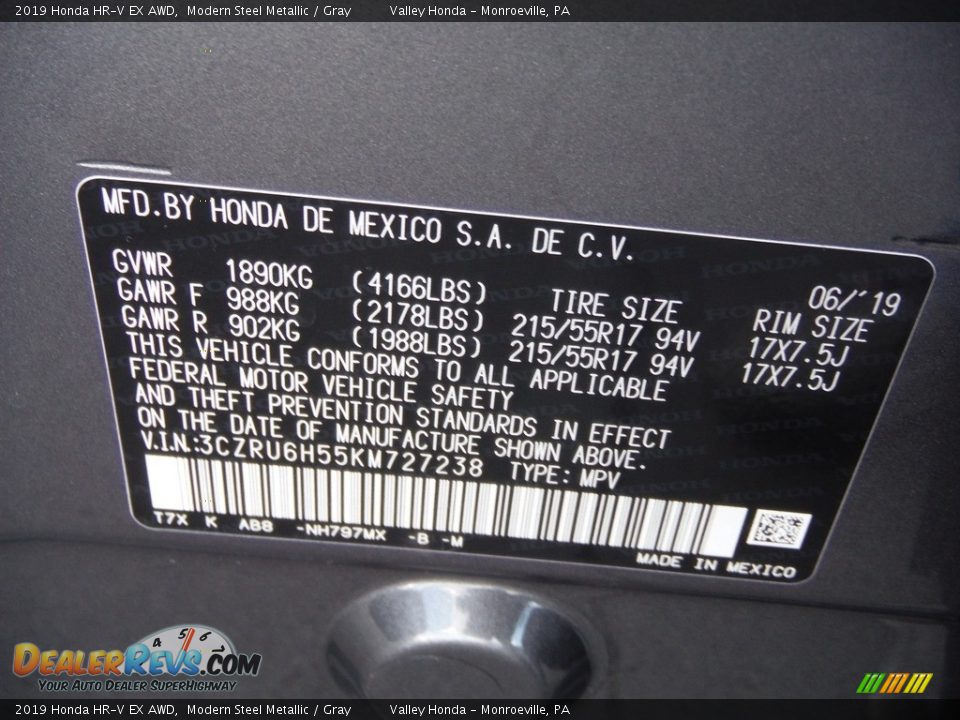 2019 Honda HR-V EX AWD, Modern Steel Metallic / Gray Valley Honda - Monroeville, PA
MFD.BY HONDA DE MEXICO S.A. DE C.V.
06/'19
GVWR 1890KG (4166LBS) TIRE SIZE RIM SIZE
GAWR F 988KG (2178LBS) 215/55R17 94V 17X7.5J
GAWR R 902KG (1988LBS) 215/55R17 94V 17X7.5J
THIS VEHICLE CONFORMS TO ALL APPLICABLE
FEDERAL MOTOR VEHICLE SAFETY
AND THEFT PREVENTION STANDARDS IN EFFECT
ON THE DATE OF MANUFACTURE SHOWN ABOVE.
V.I.N.:3CZRU6H55KM727238 TYPE: MPV
T7X K AB8 -NH797MX -B -M
MADE IN MEXICO
4 5 6
DEALERREVS.COM
YOUR AUTO DEALER SUPERHIGHWAY
2019 Honda HR-V EX AWD, Modern Steel Metallic / Gray Valley Honda - Monroeville, PA